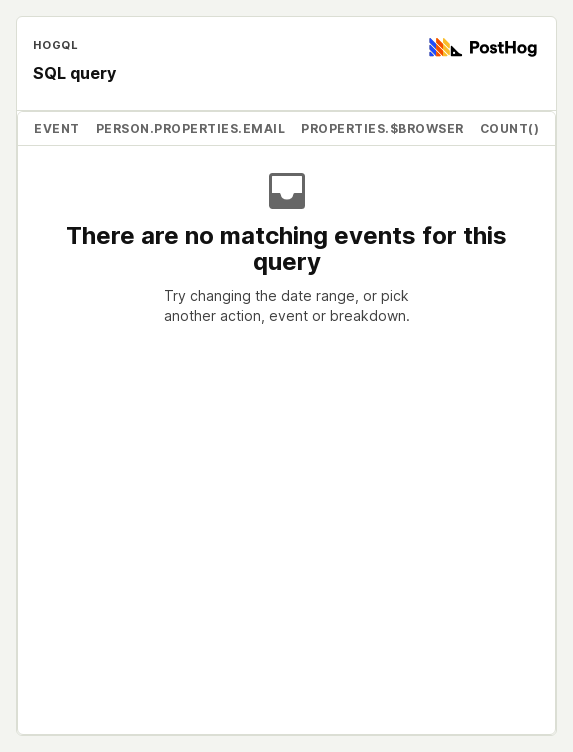 HOGQL
SQL query
PostHog
EVENT PERSON.PROPERTIES.EMAIL PROPERTIES.$BROWSER COUNT()
There are no matching events for this
query
Try changing the date range, or pick
another action, event or breakdown.